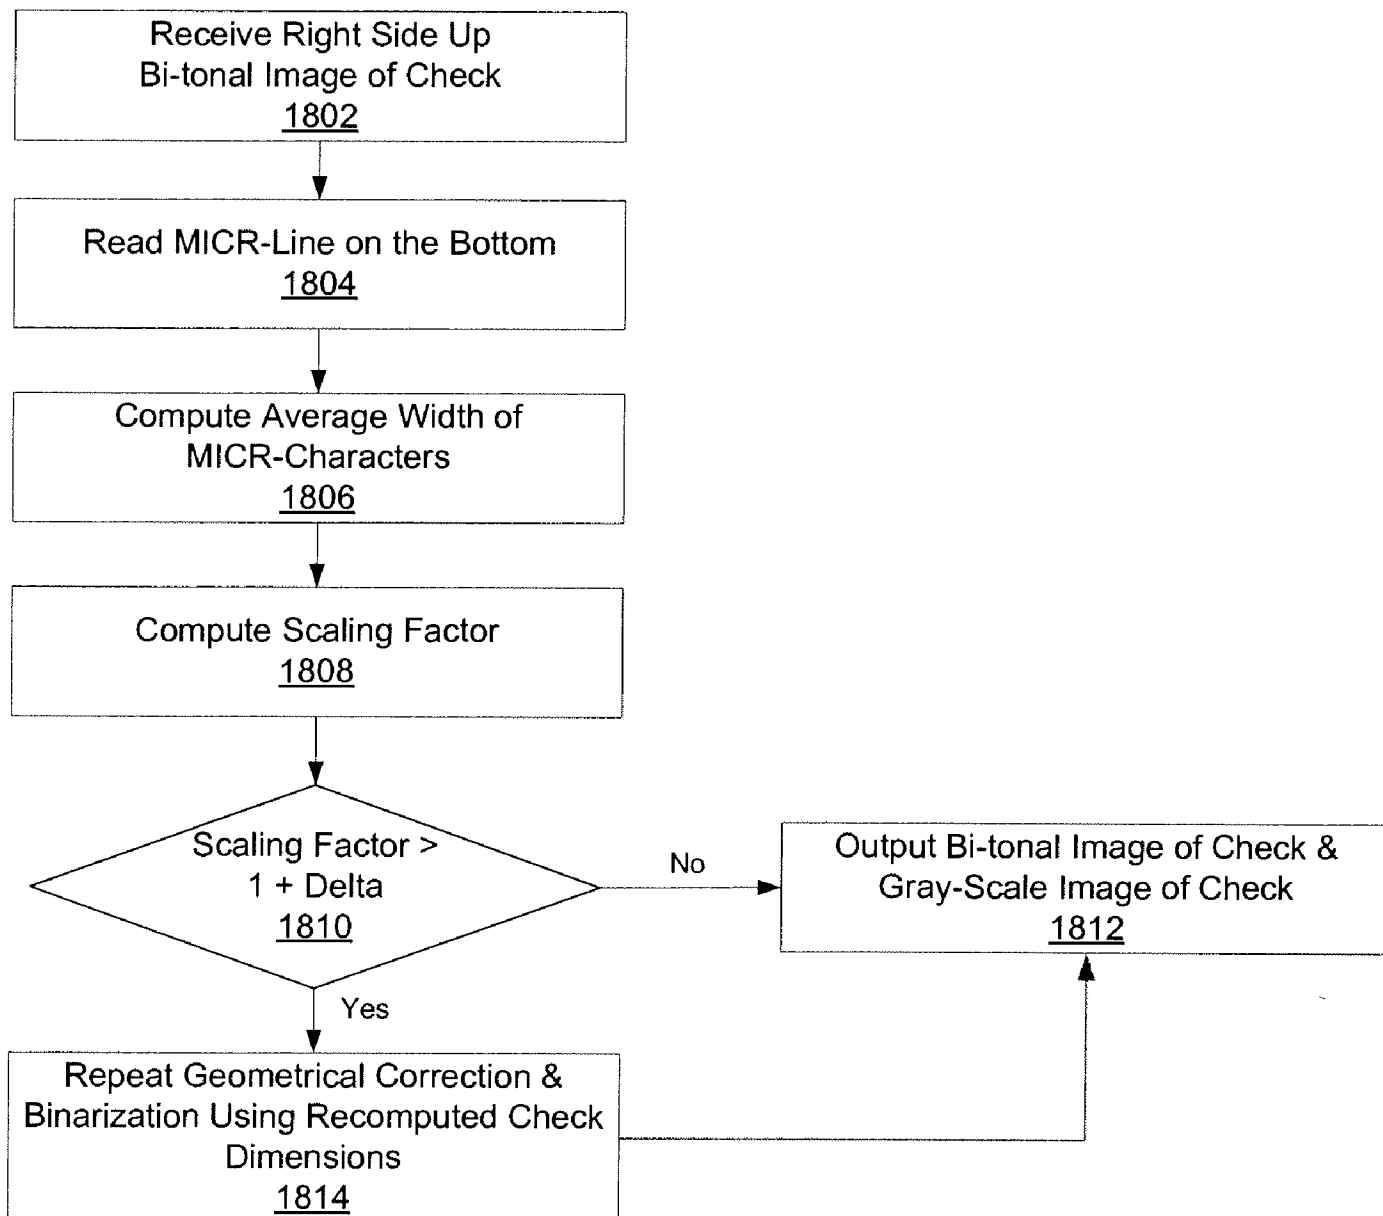 Receive Right Side Up
Bi-tonal Image of Check
1802
Read MICR-Line on the Bottom
1804
Compute Average Width of
MICR-Characters
1806
Compute Scaling Factor
1808
Scaling Factor >
1 + Delta
1810
No
Output Bi-tonal Image of Check &
Gray-Scale Image of Check
1812
Yes
Repeat Geometrical Correction &
Binarization Using Recomputed Check
Dimensions
1814